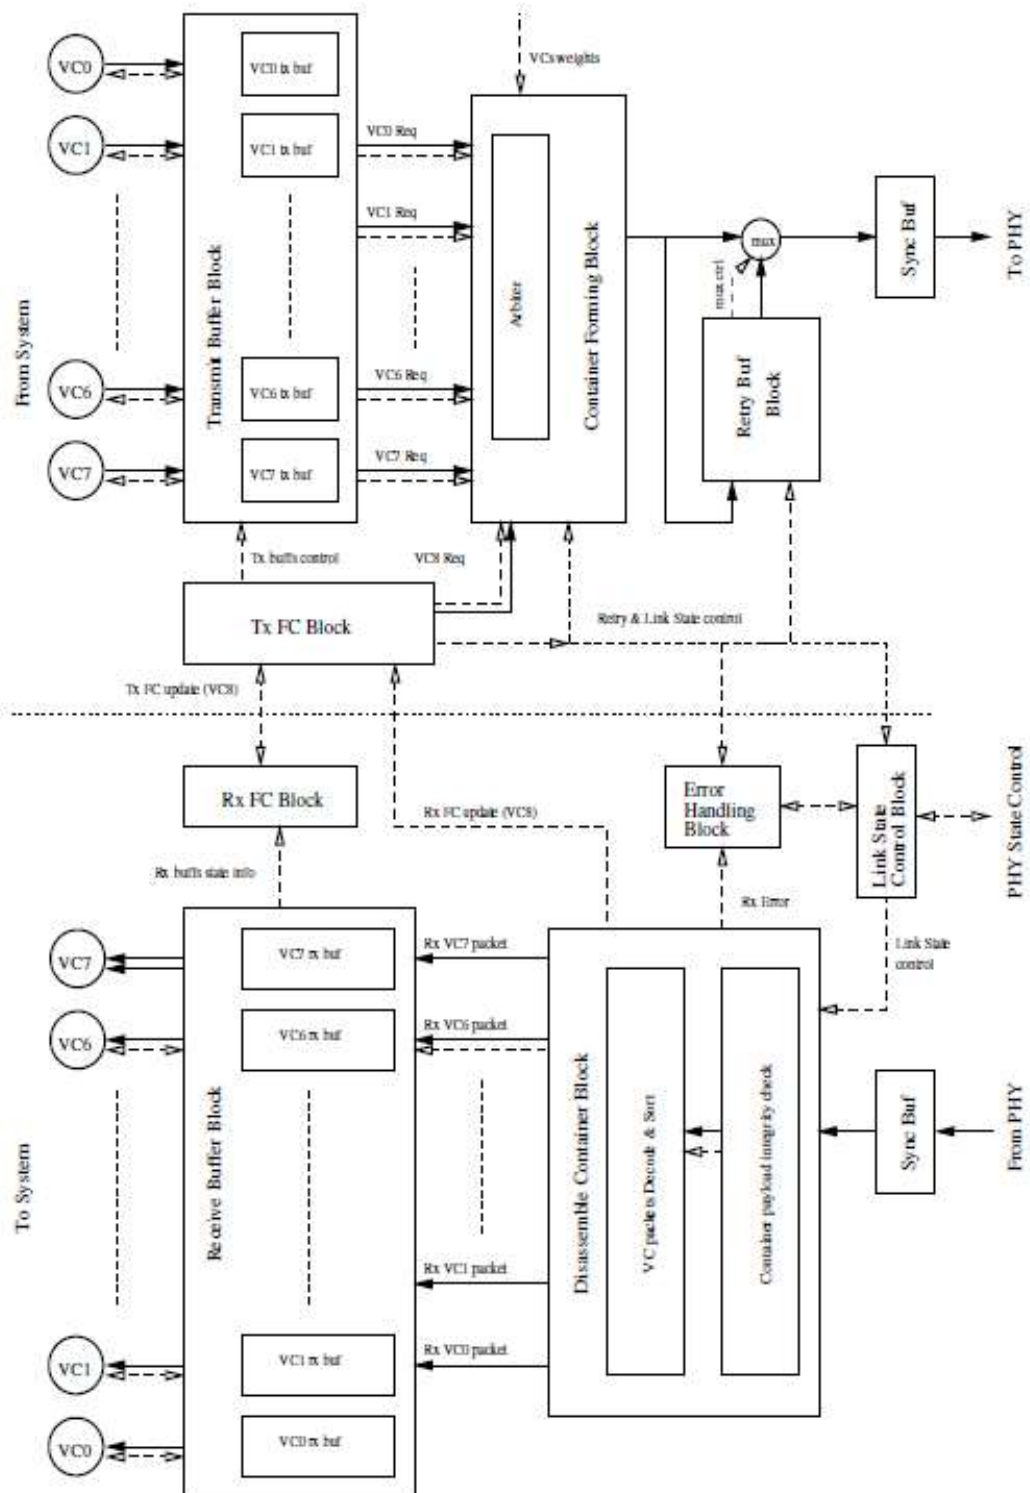 VC0
VC0 tx buf
VCs weights
VC1
VC1 tx buf
VC0 Req
VC1 Req
From System
Transmit Buffer Block
Arbiter
Container Forming Block
mux
mux ctrl
Sync Buf
To PHY
Retry Buf
Block
VC6
VC6 tx buf
VC6 Req
VC7
VC7 tx buf
VC7 Req
Tx buffs control
VC8 Req
Tx FC Block
Retry & Link State control
Tx FC update (VC8)
Rx FC Block
Rx FC update (VC8)
Error
Handling
Block
Link State
Control Block
PHY State Control
Rx buffs state info
Rx Error
Link State
control
VC7
VC7 rx buf
Rx VC7 packet
VC6
VC6 rx buf
Rx VC6 packet
To System
Receive Buffer Block
Disassemble Container Block
VC packets Decode & Sort
Container payload integrity check
Sync Buf
From PHY
Rx VC1 packet
VC1
VC1 rx buf
Rx VC0 packet
VC0
VC0 rx buf